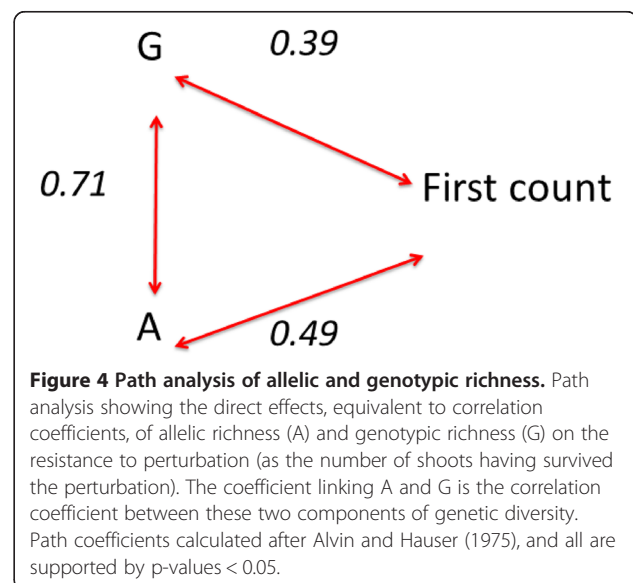 G
0.39
0.71
First count
A
0.49
Figure 4 Path analysis of allelic and genotypic richness. Path
analysis showing the direct effects, equivalent to correlation
coefficients, of allelic richness (A) and genotypic richness (G) on the
resistance to perturbation (as the number of shoots having survived
the perturbation). The coefficient linking A and G is the correlation
coefficient between these two components of genetic diversity.
Path coefficients calculated after Alvin and Hauser (1975), and all are
supported by p-values < 0.05.